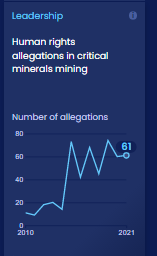 Leadership
Human rights
allegations in critical
minerals mining
Number of allegations
80
60
40
20
0
61
2010 2021